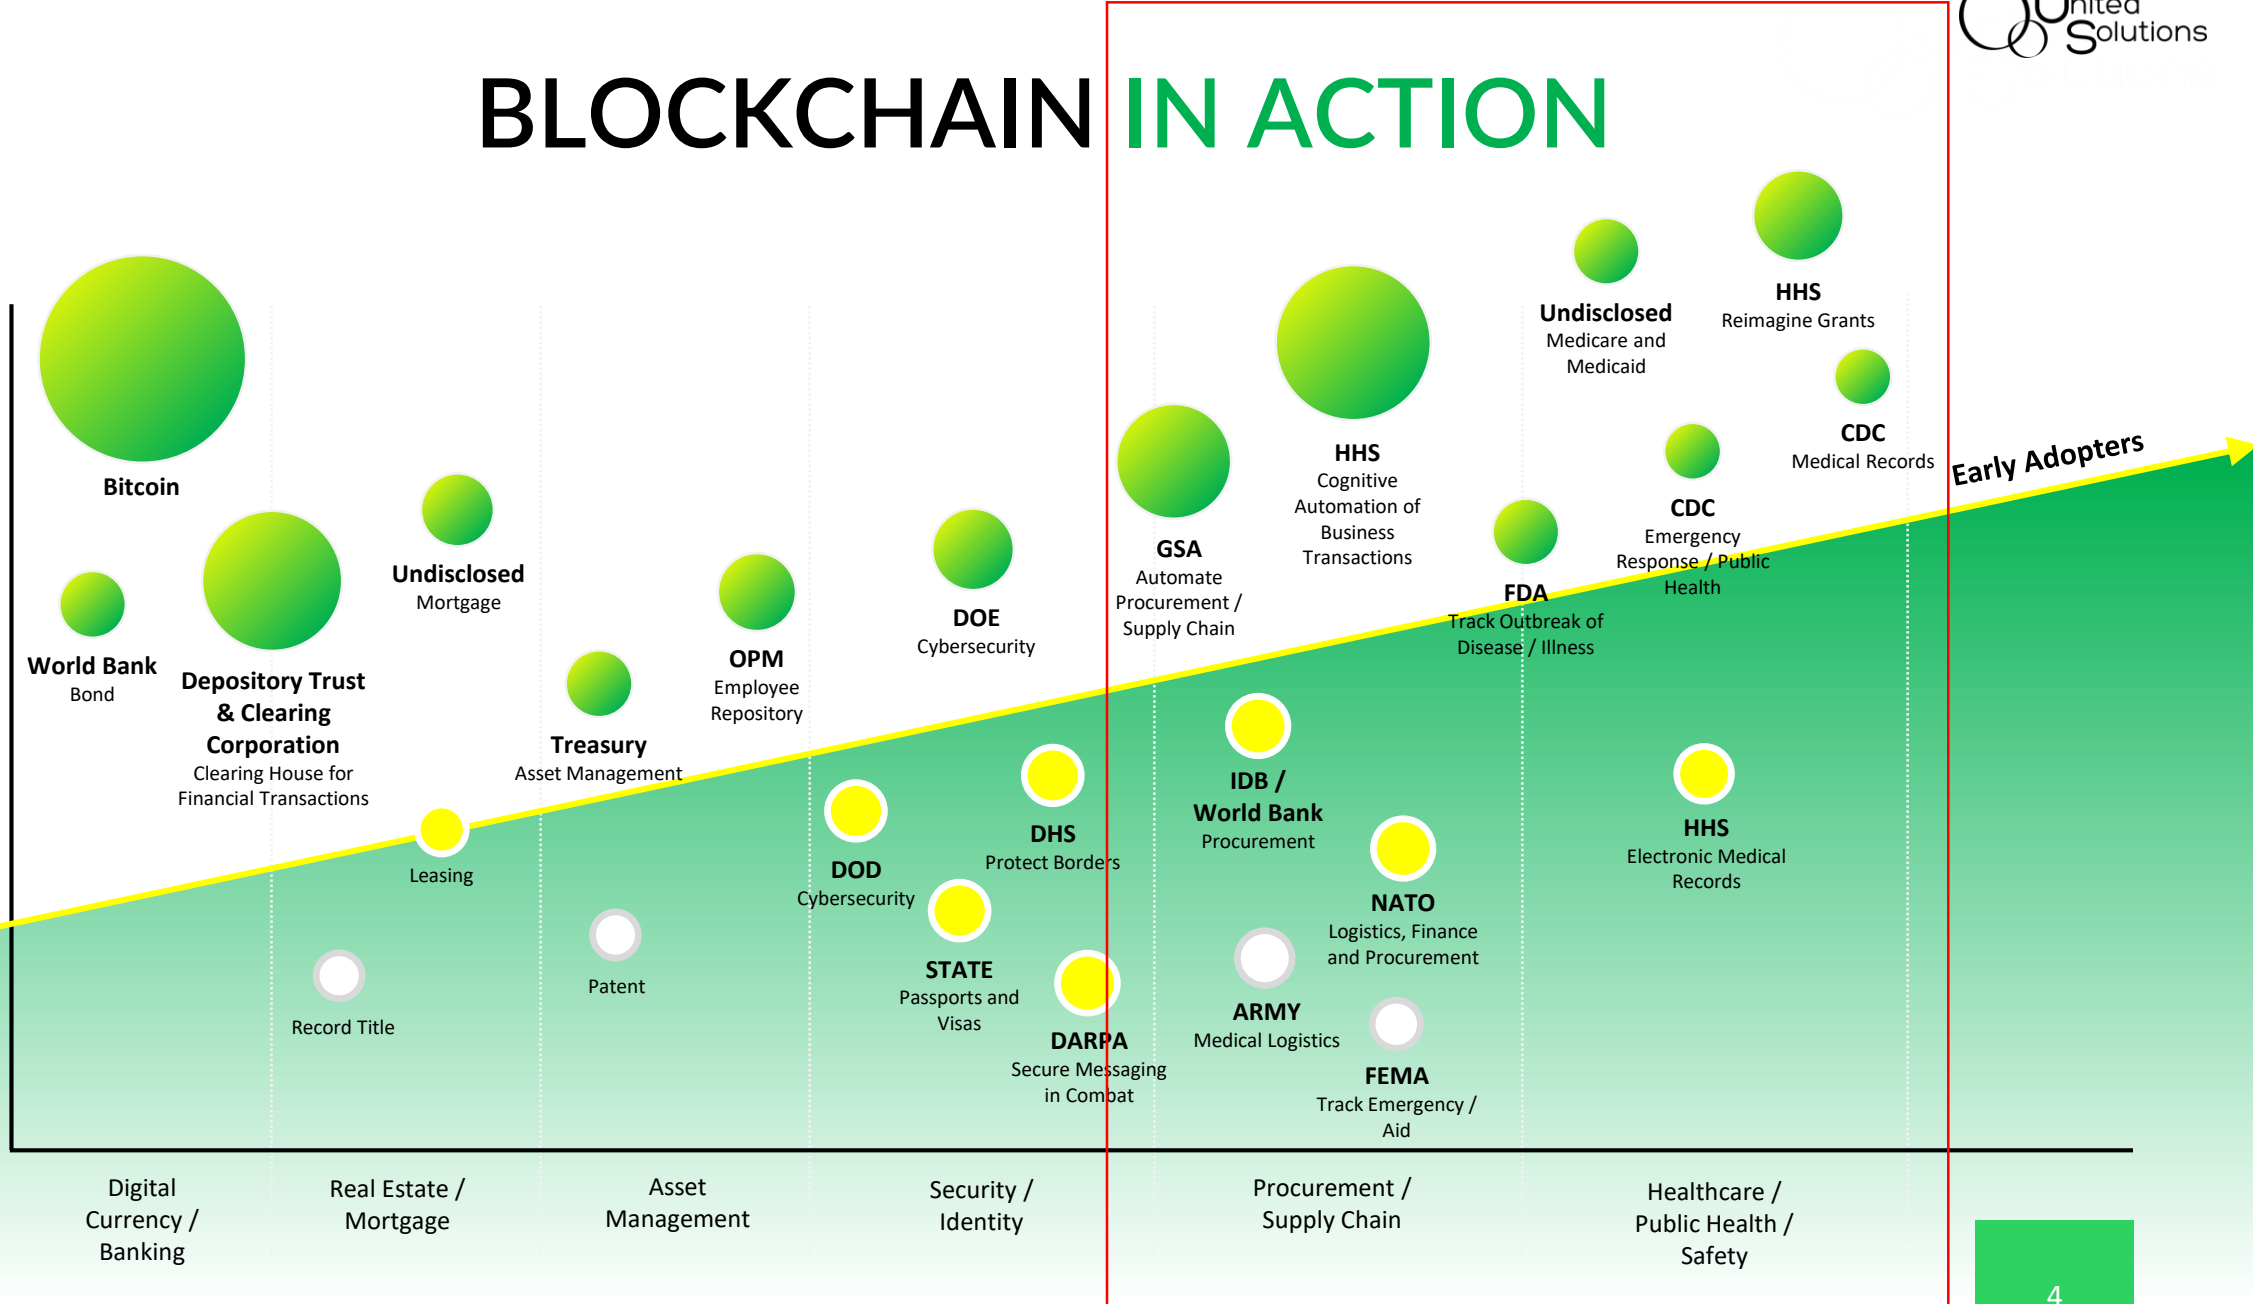 United
Solutions
BLOCKCHAIN IN ACTION
Bitcoin
World Bank
Bond
Depository Trust
& Clearing
Corporation
Clearing House for
Financial Transactions
Undisclosed
Mortgage
Leasing
Record Title
Treasury
Asset Management
Patent
OPM
Employee
Repository
DOE
Cybersecurity
DOD
Cybersecurity
DHS
Protect Borders
STATE
Passports and
Visas
DARPA
Secure Messaging
in Combat
GSA
Automate
Procurement /
Supply Chain
HHS
Cognitive
Automation of
Business
Transactions
IDB /
World Bank
Procurement
NATO
Logistics, Finance
and Procurement
ARMY
Medical Logistics
FEMA
Track Emergency /
Aid
FDA
Track Outbreak of
Disease / Illness
Undisclosed
Medicare and
Medicaid
HHS
Reimagine Grants
CDC
Medical Records
CDC
Emergency
Response / Public
Health
HHS
Electronic Medical
Records
Early Adopters
Digital
Currency /
Banking
Real Estate /
Mortgage
Asset
Management
Security /
Identity
Procurement /
Supply Chain
Healthcare /
Public Health /
Safety
4